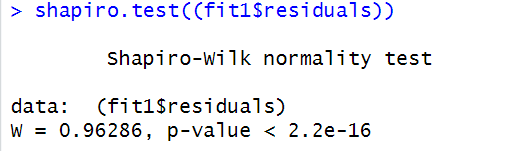 > shapiro.test((fit1$residuals))
Shapiro-Wilk normality test
data:  (fit1$residuals)
W = 0.96286, p-value < 2.2e-16